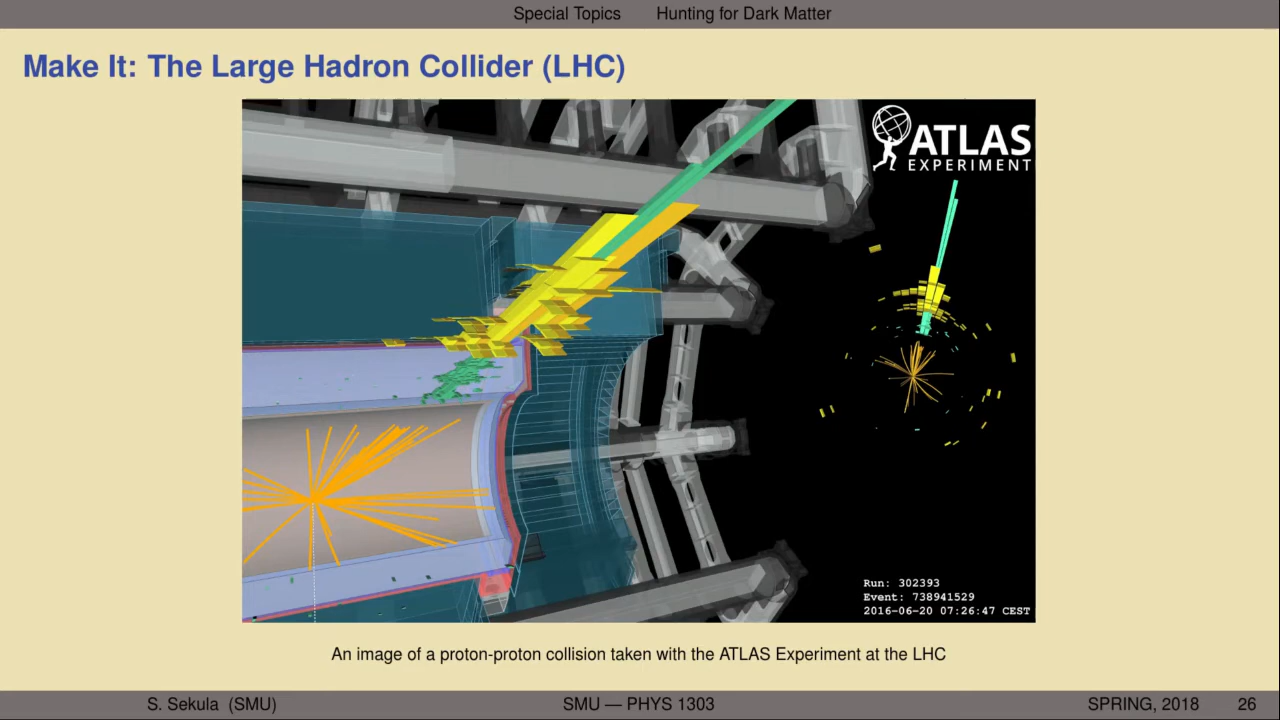 Special Topics Hunting for Dark Matter
Make It: The Large Hadron Collider (LHC)
ATLAS
EXPERIMENT
Run: 302393
Event: 738941529
2016-06-20 07:26:47 CEST
An image of a proton-proton collision taken with the ATLAS Experiment at the LHC
S. Sekula (SMU) SMU — PHYS 1303 SPRING, 2018 26